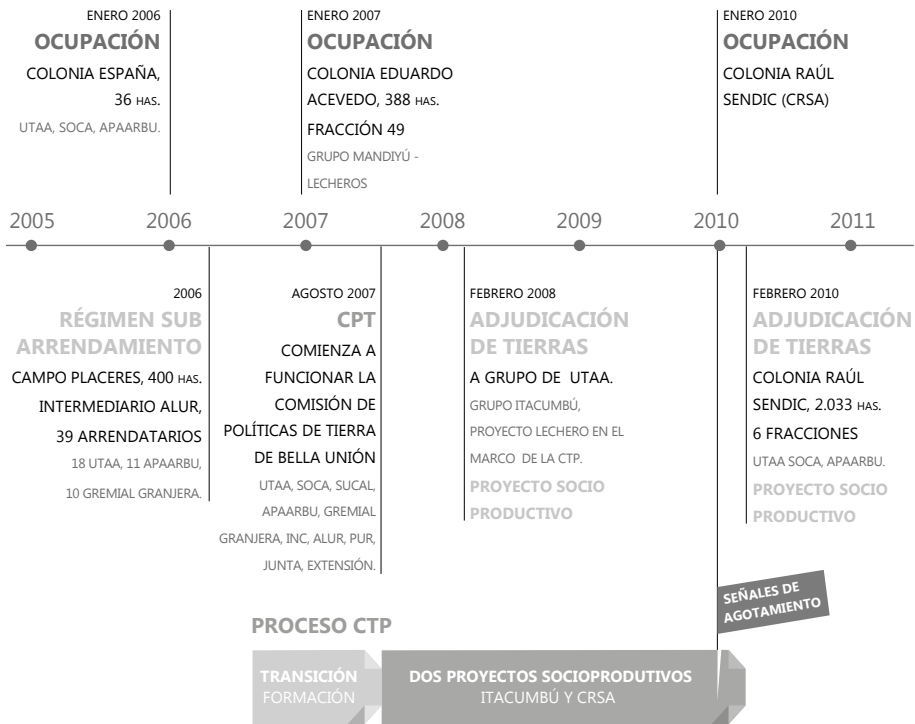 ENERO 2006
OCUPACIÓN
COLONIA ESPAÑA,
36 HAS.
UTAA, SOCA, APAARBU.
ENERO 2007
OCUPACIÓN
COLONIA EDUARDO
ACEVEDO, 388 HAS.
FRACCIÓN 49
GRUPO MANDIYÚ -
LECHEROS
ENERO 2010
OCUPACIÓN
COLONIA RAÚL
SENDIC (CRSA)
2005 2006 2007 2008 2009 2010 2011
2006
RÉGIMEN SUB
ARRENDAMIENTO
CAMPO PLACERES, 400 HAS.
INTERMEDIARIO ALUR,
39 ARRENDATARIOS
18 UTAA, 11 APAARBU,
10 GREMIAL GRANJERA.
AGOSTO 2007
CPT
COMIENZA A
FUNCIONAR LA
COMISIÓN DE
POLÍTICAS DE TIERRA
DE BELLA UNIÓN
UTAA, SOCA, SUCAL,
APAARBU, GREMIAL
GRANJERA, INC, ALUR, PUR,
JUNTA, EXTENSIÓN.
FEBRERO 2008
ADJUDICACIÓN
DE TIERRAS
A GRUPO DE UTAA.
GRUPO ITACUMBÚ,
PROYECTO LECHERO EN EL
MARCO DE LA CTP.
PROYECTO SOCIO
PRODUCTIVO
FEBRERO 2010
ADJUDICACIÓN
DE TIERRAS
COLONIA RAÚL
SENDIC, 2.033 HAS.
6 FRACCIONES
UTAA SOCA, APAARBU.
PROYECTO SOCIO
PRODUCTIVO
SEÑALES DE
AGOTAMIENTO
PROCESO CTP
TRANSICIÓN
FORMACIÓN
DOS PROYECTOS SOCIOPRODUTIVOS
ITACUMBÚ Y CRSA